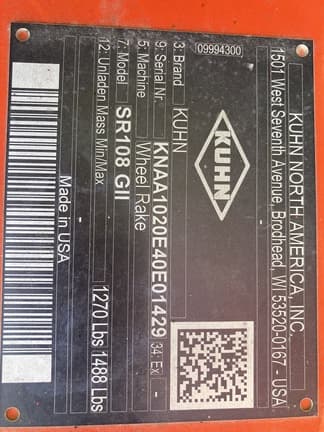 KUHN NORTH AMERICA, INC.
1501 West Seventh Avenue, Brodhead, WI 53520-0167 - USA
09994300
KUHN
3: Brand KUHN
9: Serial Nr. KNAA1020E40E01429 34: Ex -
5: Machine Wheel Rake
7: Model SR108 GII
12: Unladen Mass Min/Max 1270 Lbs 1488 Lbs
-
Made in USA